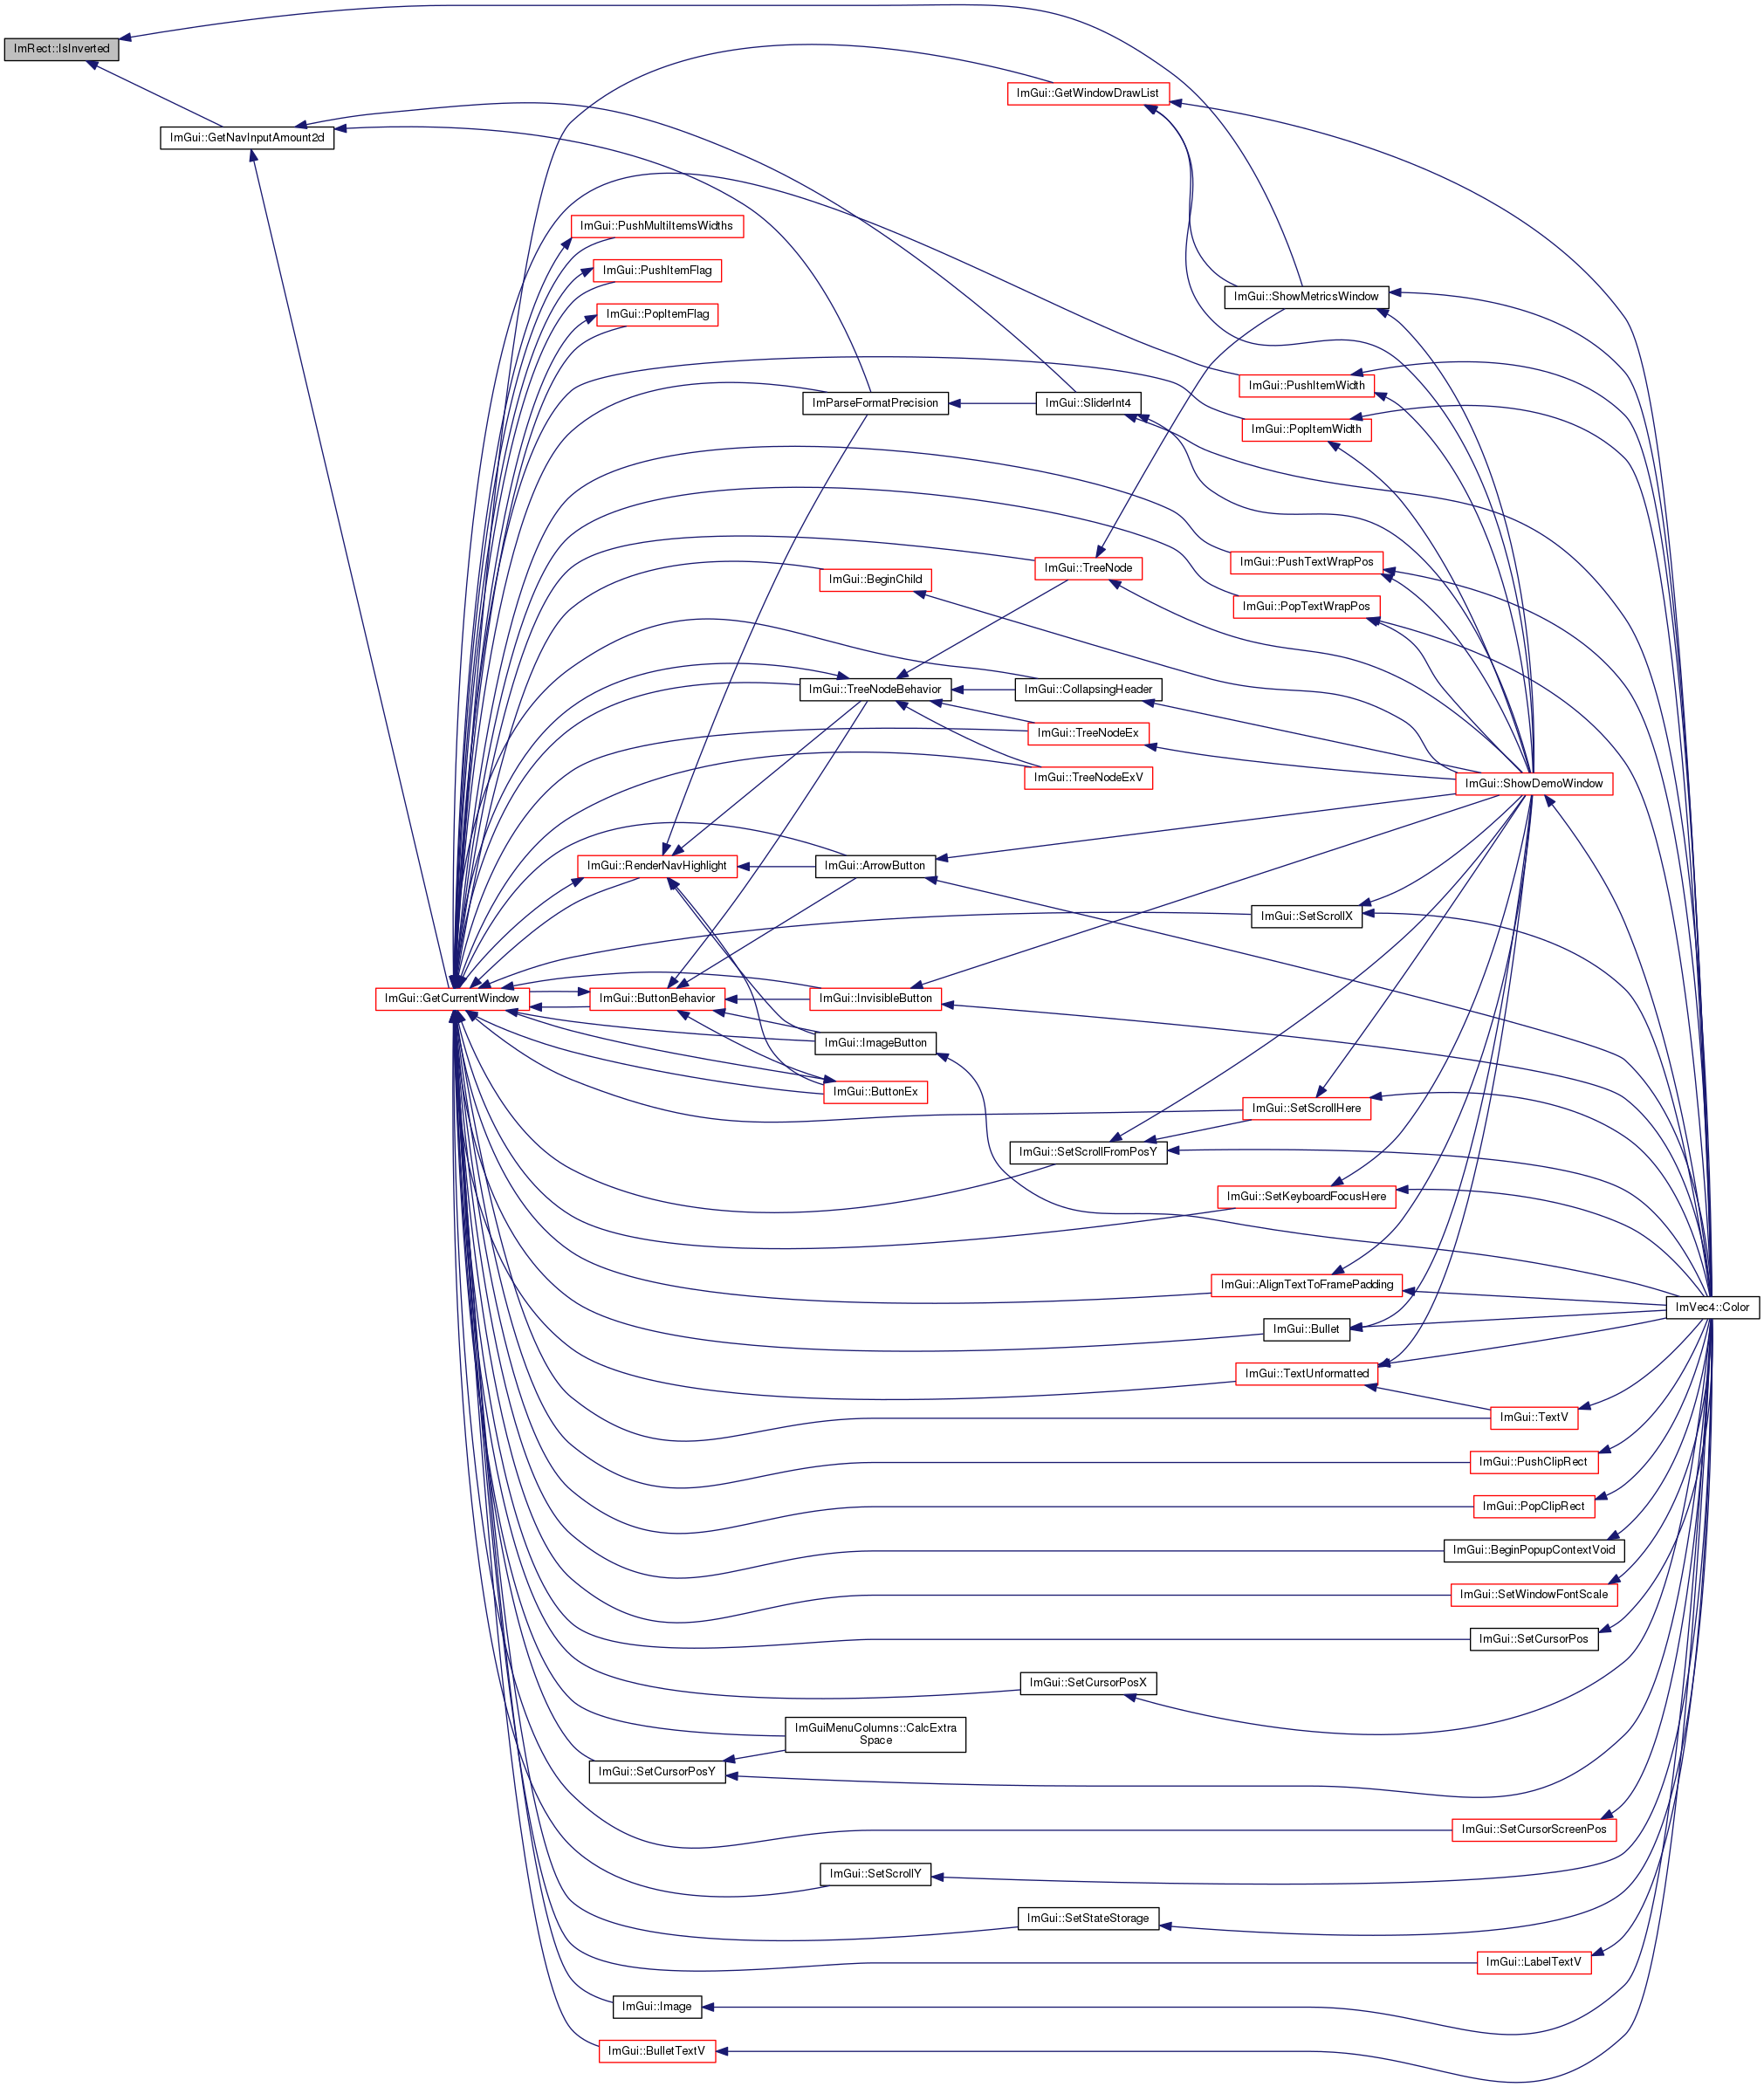 ImRect::IsInverted
ImGui::GetWindowDrawList
ImGui::GetNavInputAmount2d
ImGui::PushMultiItemsWidths
ImGui::PushItemFlag
ImGui::ShowMetricsWindow
ImGui::PopItemFlag
ImGui::PushItemWidth
ImParseFormatPrecision
ImGui::SliderInt4
ImGui::PopItemWidth
ImGui::PushTextWrapPos
ImGui::TreeNode
ImGui::BeginChild
ImGui::PopTextWrapPos
ImGui::TreeNodeBehavior
ImGui::CollapsingHeader
ImGui::TreeNodeEx
ImGui::TreeNodeExV
ImGui::ShowDemoWindow
ImGui::RenderNavHighlight
ImGui::ArrowButton
ImGui::SetScrollX
ImGui::GetCurrentWindow
ImGui::ButtonBehavior
ImGui::InvisibleButton
ImGui::ImageButton
ImGui::ButtonEx
ImGui::SetScrollHere
ImGui::SetScrollFromPosY
ImGui::SetKeyboardFocusHere
ImGui::AlignTextToFramePadding
ImVec4::Color
ImGui::Bullet
ImGui::TextUnformatted
ImGui::TextV
ImGui::PushClipRect
ImGui::PopClipRect
ImGui::BeginPopupContextVoid
ImGui::SetWindowFontScale
ImGui::SetCursorPos
ImGui::SetCursorPosX
ImGuiMenuColumns::CalcExtra
Space
ImGui::SetCursorPosY
ImGui::SetCursorScreenPos
ImGui::SetScrollY
ImGui::SetStateStorage
ImGui::LabelTextV
ImGui::Image
ImGui::BulletTextV